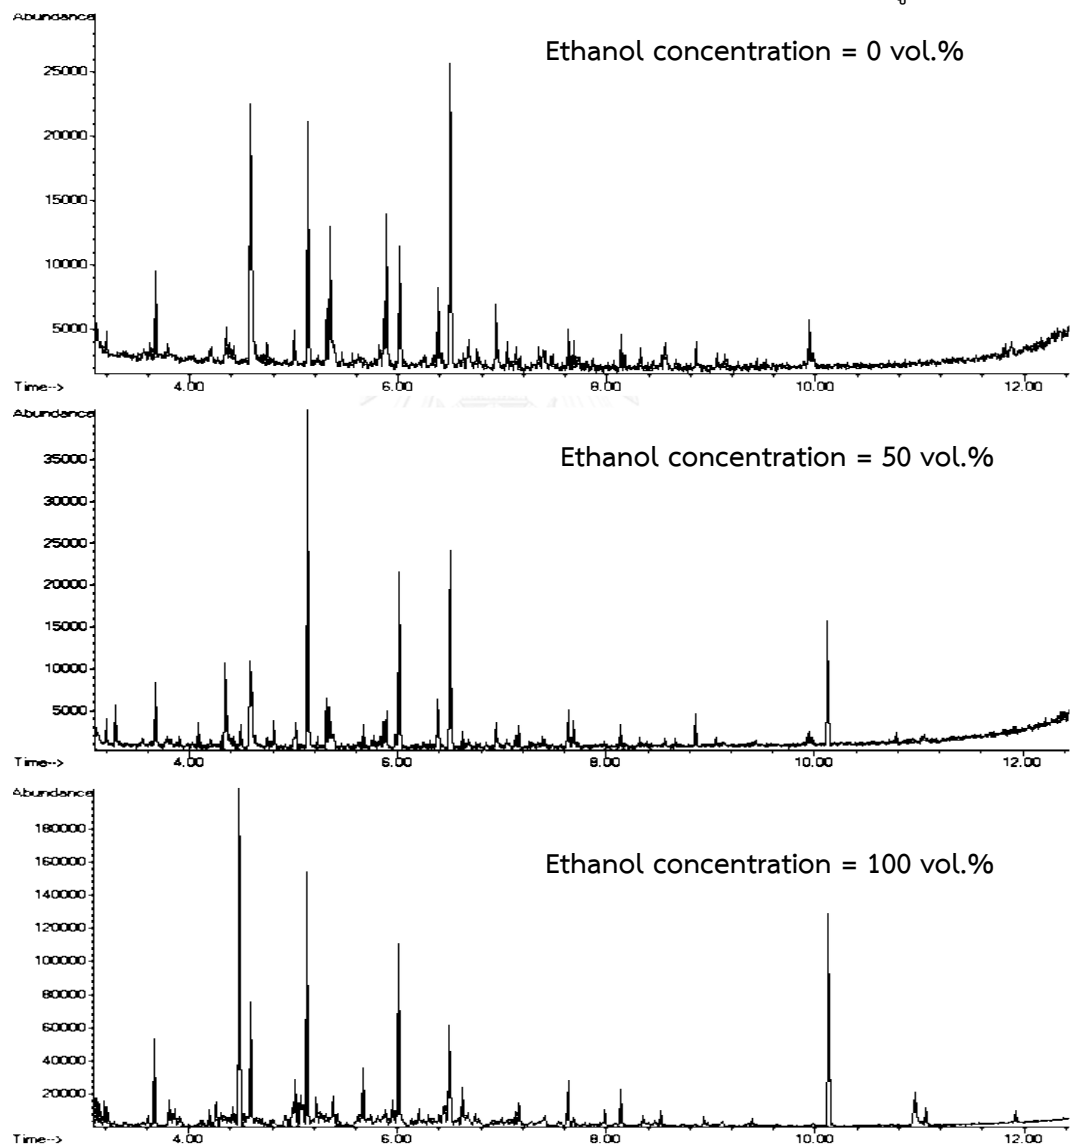 Abundance
Ethanol concentration = 0 vol.%
25000
20000
15000
10000
5000
Time-->
4.00 6.00 8.00 10.00 12.00
Abundance
Ethanol concentration = 50 vol.%
35000
30000
25000
20000
15000
10000
5000
Time-->
4.00 6.00 8.00 10.00 12.00
Abundance
180000
Ethanol concentration = 100 vol.%
160000
140000
120000
100000
80000
60000
40000
20000
Time-->
4.00 6.00 8.00 10.00 12.00